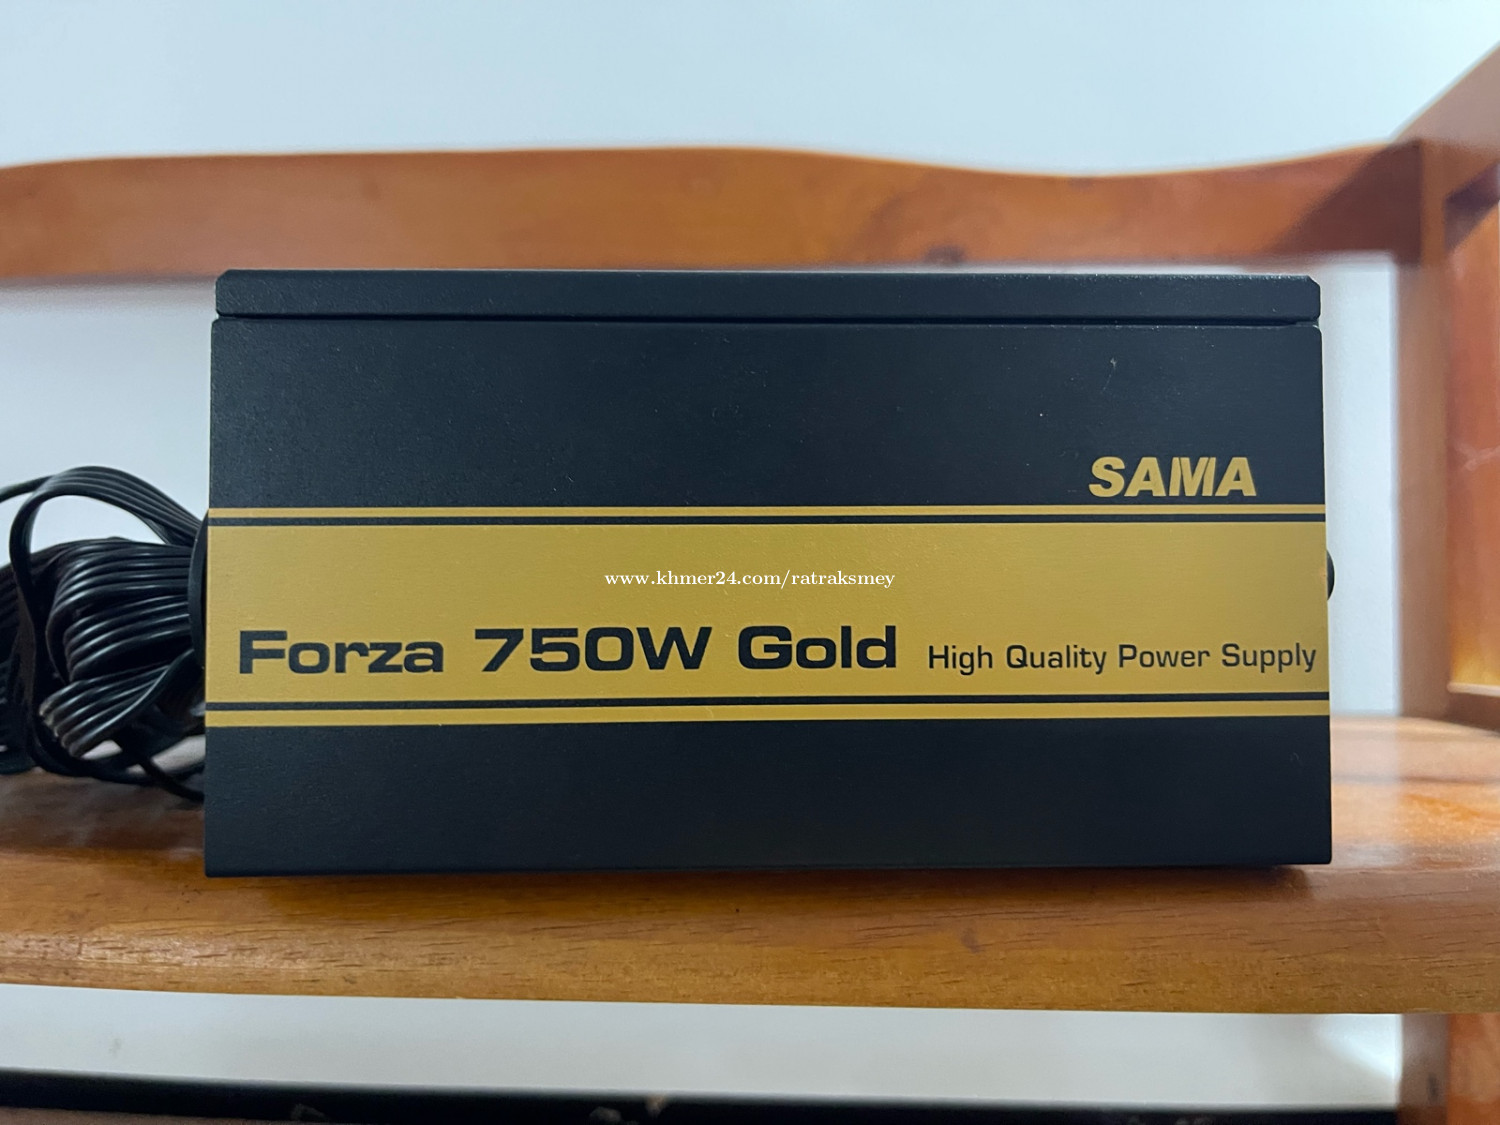 SAMA
www.khmer24.com/ratraksmey
Forza 750W Gold High Quality Power Supply